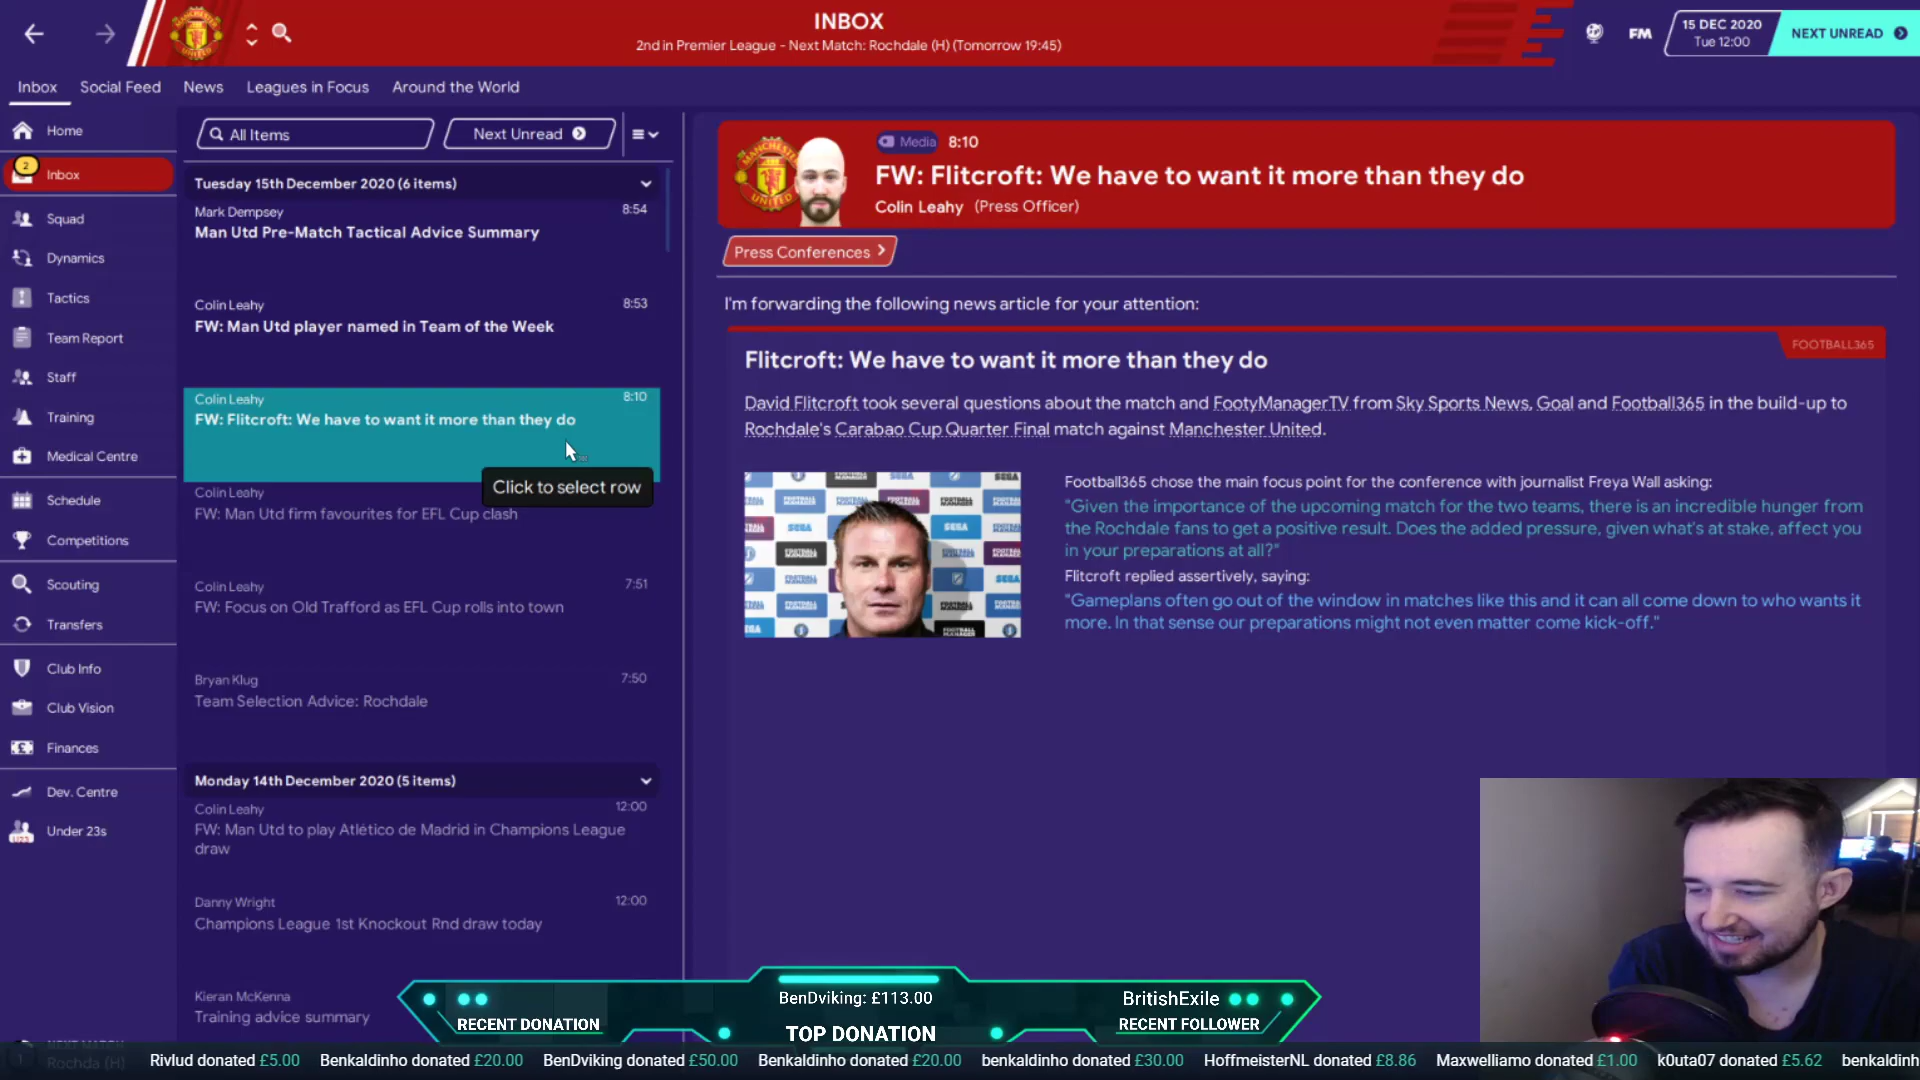 INBOX
2nd in Premier League - Next Match: Rochdale (H) (Tomorrow 19:45)
FM
15 DEC 2020
Tue 12:00
NEXT UNREAD
Inbox
Social Feed
News
Leagues in Focus
Around the World
Home
2
Inbox
Squad
Dynamics
Tactics
Team Report
Staff
Training
Medical Centre
Schedule
Competitions
Scouting
Transfers
Club Info
Club Vision
Finances
Dev. Centre
Under 23s
All Items
Next Unread
Tuesday 15th December 2020 (6 items)
Mark Dempsey 8:54
Man Utd Pre-Match Tactical Advice Summary
Colin Leahy 8:53
FW: Man Utd player named in Team of the Week
Colin Leahy 8:10
FW: Flitcroft: We have to want it more than they do
Click to select row
Colin Leahy
FW: Man Utd firm favourites for EFL Cup clash
Colin Leahy 7:51
FW: Focus on Old Trafford as EFL Cup rolls into town
Bryan Klug 7:50
Team Selection Advice: Rochdale
Monday 14th December 2020 (5 items)
Colin Leahy 12:00
FW: Man Utd to play Atlético de Madrid in Champions League
draw
Danny Wright 12:00
Champions League 1st Knockout Rnd draw today
Kieran McKenna
Training advice summary
Media 8:10
FW: Flitcroft: We have to want it more than they do
Colin Leahy (Press Officer)
Press Conferences
I'm forwarding the following news article for your attention:
FOOTBALL365
Flitcroft: We have to want it more than they do
David Flitcroft took several questions about the match and FootyManagerTV from Sky Sports News, Goal and Football365 in the build-up to
Rochdale's Carabao Cup Quarter Final match against Manchester United.
Football365 chose the main focus point for the conference with journalist Freya Wall asking:
"Given the importance of the upcoming match for the two teams, there is an incredible hunger from
the Rochdale fans to get a positive result. Does the added pressure, given what's at stake, affect you
in your preparations at all?"
Flitcroft replied assertively, saying:
"Gameplans often go out of the window in matches like this and it can all come down to who wants it
more. In that sense our preparations might not even matter come kick-off."
RECENT DONATION
BenDviking: £113.00
TOP DONATION
BritishExile
RECENT FOLLOWER
Rivlud donated £5.00 Benkaldinho donated £20.00 BenDviking donated £50.00 Benkaldinho donated £20.00 benkaldinho donated £30.00 HoffmeisterNL donated £8.86 Maxwelliamo donated £1.00 k0uta07 donated £5.62 benkaldinh